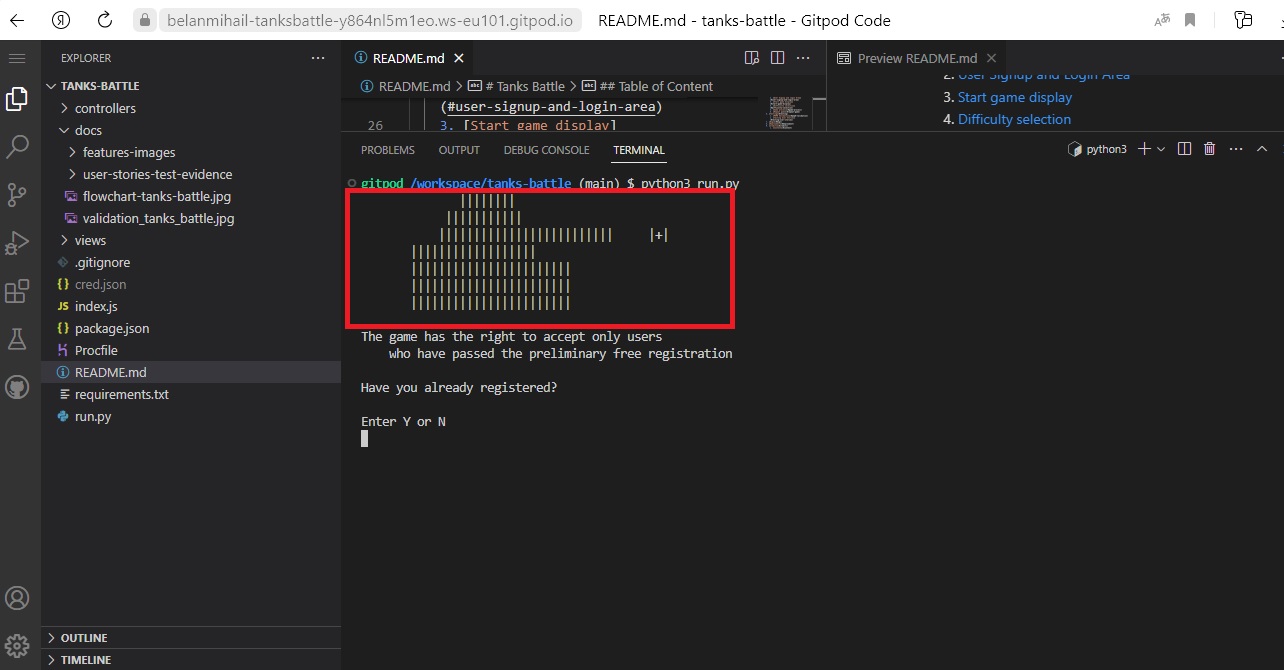 belanmihail-tanksbattle-y864nl5m1eo.ws-eu101.gitpod.io
README.md - tanks-battle - Gitpod Code
EXPLORER
TANKS-BATTLE
controllers
docs
features-images
user-stories-test-evidence
flowchart-tanks-battle.jpg
validation_tanks_battle.jpg
views
.gitignore
cred.json
index.js
package.json
Procfile
README.md
requirements.txt
run.py
OUTLINE
TIMELINE
README.md
README.md > # Tanks Battle > ## Table of Content
(#user-signup-and-login-area)
26 3. [Start game display]
Preview README.md
2. User Signup and Login Area
3. Start game display
4. Difficulty selection
PROBLEMS OUTPUT DEBUG CONSOLE TERMINAL
python3
gitpod /workspace/tanks-battle (main) $ python3 run.py
||||||||
|||||||||||
||||||||||||||||||||||||| |+|
||||||||||||||||||
|||||||||||||||||||||||
|||||||||||||||||||||||
|||||||||||||||||||||||
The game has the right to accept only users
who have passed the preliminary free registration
Have you already registered?
Enter Y or N